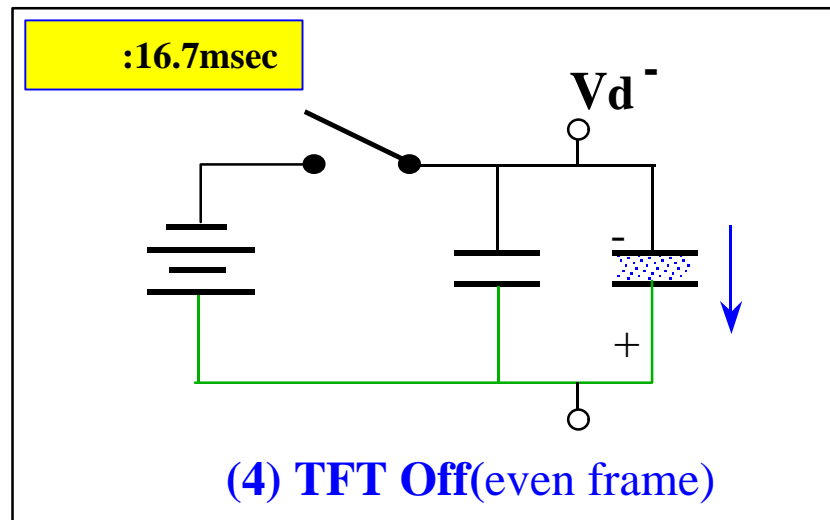 :16.7msec
Vd -
-
+
(4) TFT Off(even frame)